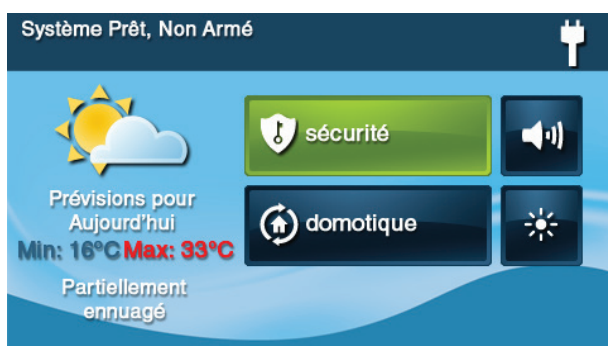 Système Prêt, Non Armé
sécurité
domotique
Prévisions pour
Aujourd'hui
Min: 16°C Max: 33°C
Partiellement
ennuagé